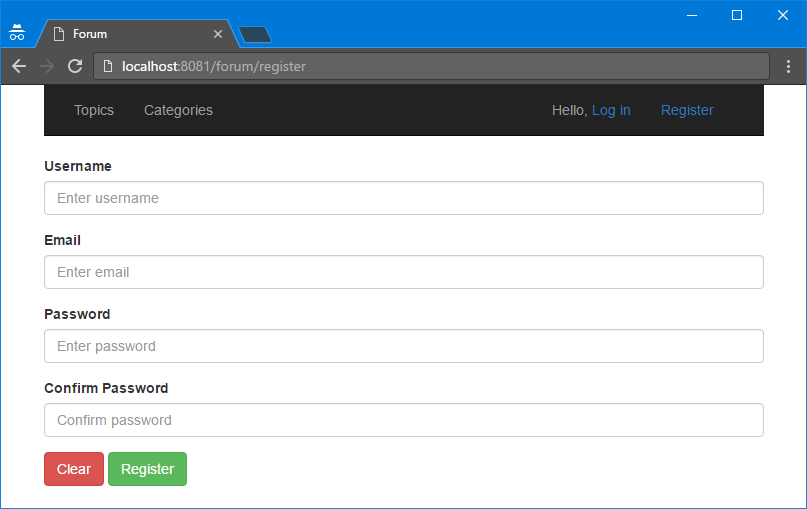 Forum
localhost:8081/forum/register
Topics Categories Hello, Log in Register
Username
Enter username
Email
Enter email
Password
Enter password
Confirm Password
Confirm password
Clear Register